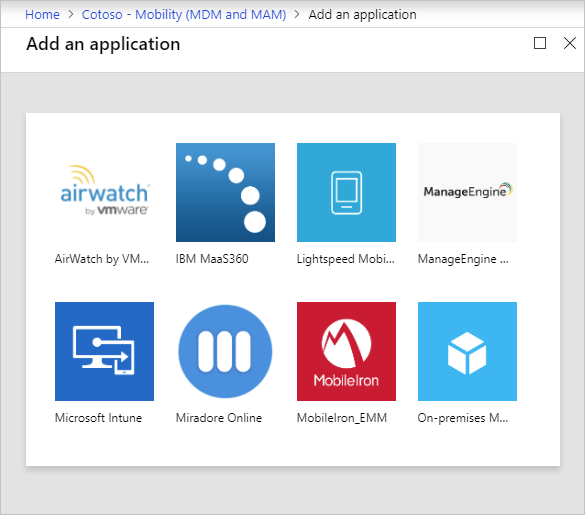 Home > Cotoso - Mobility (MDM and MAM) > Add an application
Add an application
airwatch
by vmware
ManageEngine
AirWatch by VM...
IBM MaaS360
Lightspeed Mobi...
ManageEngine ...
MobileIron
Microsoft Intune
Miradore Online
MobileIron_EMM
On-premises M...